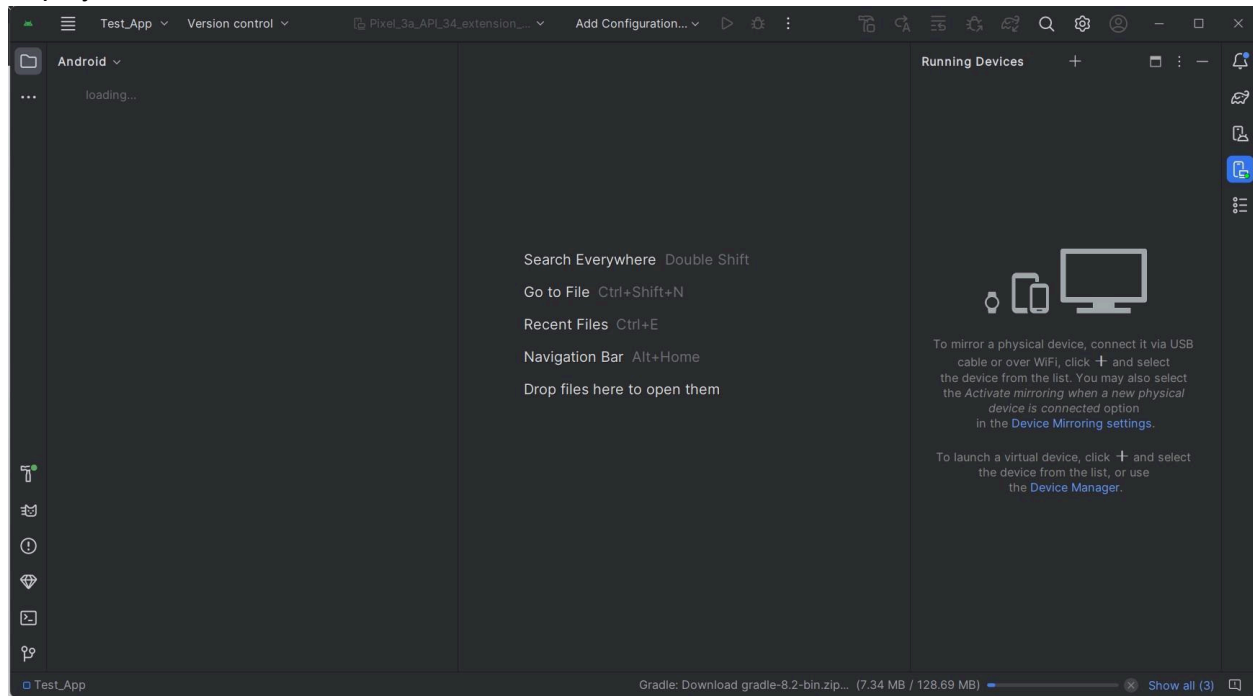 Test_App
Version control
Pixel_3a_API_34_extension_...
Add Configuration...
Android
Running Devices
loading...
Search Everywhere Double Shift
Go to File Ctrl+Shift+N
Recent Files Ctrl+E
Navigation Bar Alt+Home
Drop files here to open them
To mirror a physical device, connect it via USB
cable or over WiFi, click + and select
the device from the list. You may also select
the Activate mirroring when a new physical
device is connected option
in the Device Mirroring settings.
To launch a virtual device, click + and select
the device from the list, or use
the Device Manager.
Test_App
Gradle: Download gradle-8.2-bin.zip... (7.34 MB / 128.69 MB)
Show all (3)